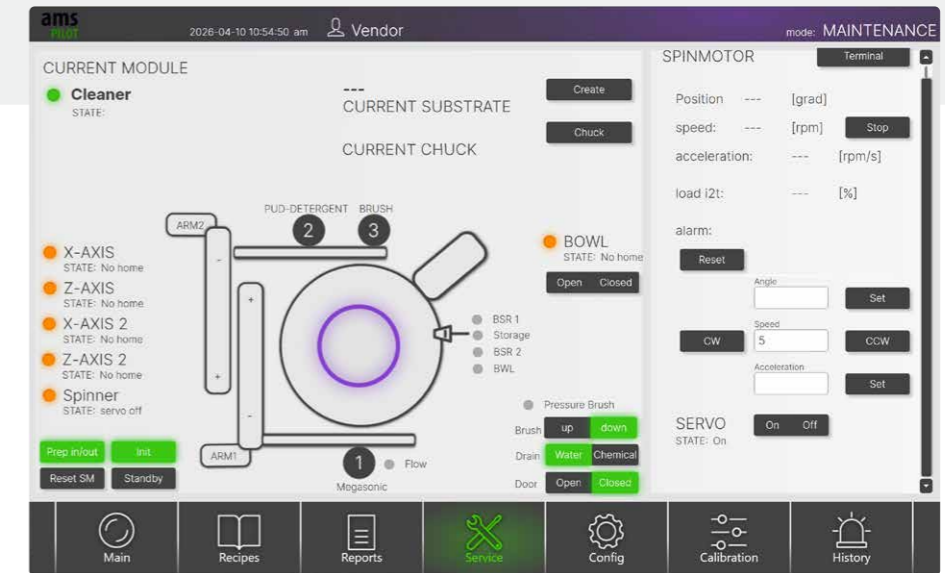 ams
PILOT
2026-04-10 10:54:50 am
Vendor
mode: MAINTENANCE
CURRENT MODULE
Cleaner
STATE:
---
CURRENT SUBSTRATE
Create
CURRENT CHUCK
Chuck
ARM2
PUD-DETERGENT
BRUSH
2
3
X-AXIS
STATE: No home
Z-AXIS
STATE: No home
X-AXIS 2
STATE: No home
Z-AXIS 2
STATE: No home
Spinner
STATE: servo off
Prep in/out
Init
Reset SM
Standby
-
+
+
-
ARM1
1
Flow
Megasonic
BOWL
STATE: No home
Open Closed
BSR 1
Storage
BSR 2
BWL
Pressure Brush
Brush up down
Drain Water Chemical
Door Open Closed
SPINMOTOR
Terminal
Position --- [grad]
speed: --- [rpm] Stop
acceleration: --- [rpm/s]
load i2t: --- [%]
alarm:
Reset
Angle
Set
Speed
CW 5 CCW
Acceleration
Set
SERVO On Off
STATE: On
Main
Recipes
Reports
Service
Config
Calibration
History